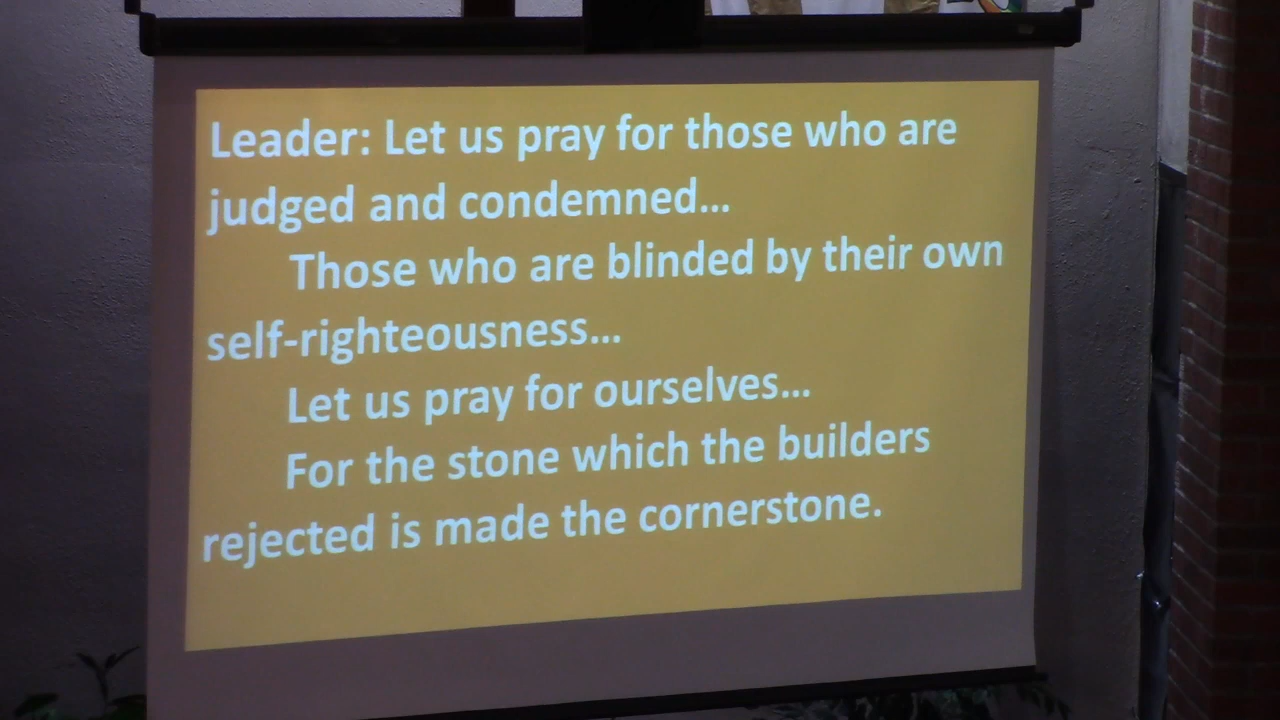 Leader: Let us pray for those who are
judged and condemned...
Those who are blinded by their own
self-righteousness...
Let us pray for ourselves...
For the stone which the builders
rejected is made the cornerstone.